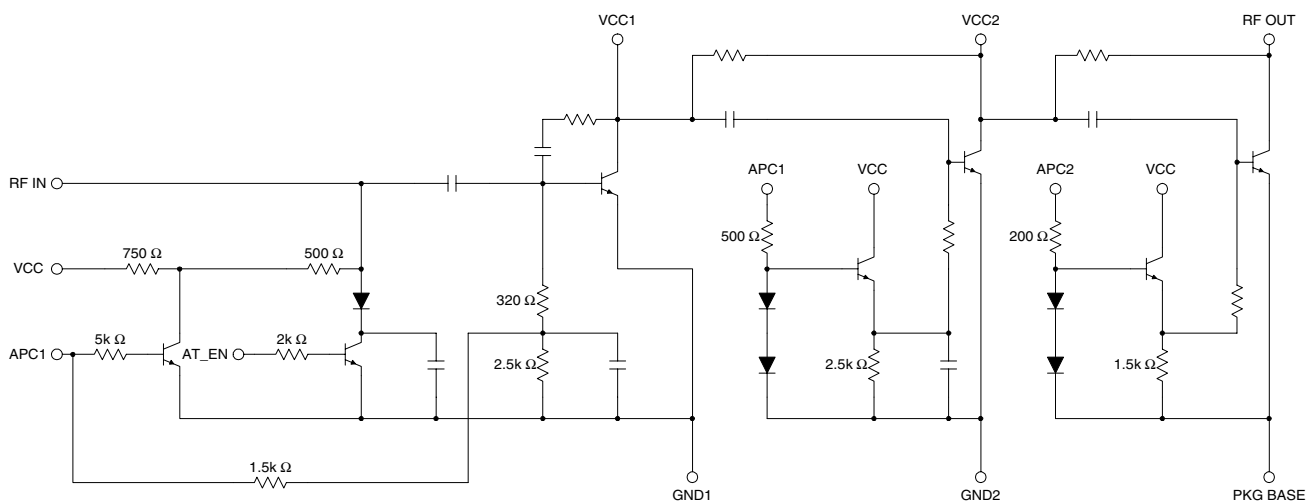 VCC1
VCC2
RF OUT
RF IN
APC1
VCC
APC2
VCC
750 Ω
500 Ω
500 Ω
200 Ω
VCC
320 Ω
5k Ω
2k Ω
APC1
AT_EN
2.5k Ω
2.5k Ω
1.5k Ω
1.5k Ω
GND1
GND2
PKG BASE